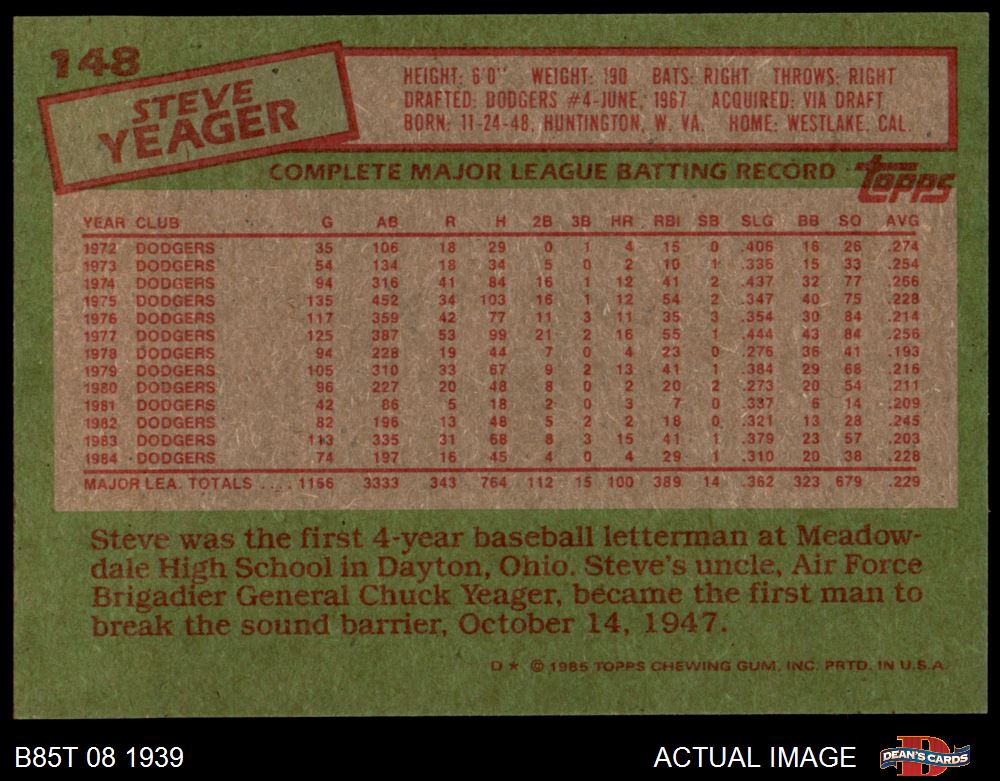 148
STEVE
YEAGER
HEIGHT: 6'0" WEIGHT: 190 BATS: RIGHT THROWS: RIGHT
DRAFTED: DODGERS #4-JUNE, 1967 ACQUIRED: VIA DRAFT
BORN: 11-24-48, HUNTINGTON, W. VA. HOME: WESTLAKE, CAL.
COMPLETE MAJOR LEAGUE BATTING RECORD
topps
YEAR CLUB G AB R H 2B 3B HR RBI SB SLG BB SO AVG
1972 DODGERS 35 106 18 29 0 1 4 15 0 .406 16 26 .274
1973 DODGERS 54 134 18 34 5 0 2 10 1 .336 15 33 .254
1974 DODGERS 94 316 41 84 16 1 12 41 2 .437 32 77 .266
1975 DODGERS 135 452 34 103 16 1 12 54 2 .347 40 75 .228
1976 DODGERS 117 359 42 77 11 3 11 35 3 .354 30 84 .214
1977 DODGERS 125 387 53 99 21 2 16 55 1 .444 43 84 .256
1978 DODGERS 94 228 19 44 7 0 4 23 0 .276 36 41 .193
1979 DODGERS 105 310 33 67 9 2 13 41 1 .384 29 68 .216
1980 DODGERS 96 227 20 48 8 0 2 20 2 .273 20 54 .211
1981 DODGERS 42 86 5 18 2 0 3 7 0 .337 6 14 .209
1982 DODGERS 82 196 13 48 5 2 2 18 0 .321 13 28 .245
1983 DODGERS 113 335 31 68 8 3 15 41 1 .379 23 57 .203
1984 DODGERS 74 197 16 45 4 0 4 29 1 .310 20 38 .228
MAJOR LEA. TOTALS .... 1166 3333 343 764 112 15 100 389 14 .362 323 679 .229
Steve was the first 4-year baseball letterman at Meadow-
dale High School in Dayton, Ohio. Steve's uncle, Air Force
Brigadier General Chuck Yeager, became the first man to
break the sound barrier, October 14, 1947.
D * © 1985 TOPPS CHEWING GUM, INC. PRTD. IN U.S.A.
B85T 08 1939
ACTUAL IMAGE
DEAN'S CARDS